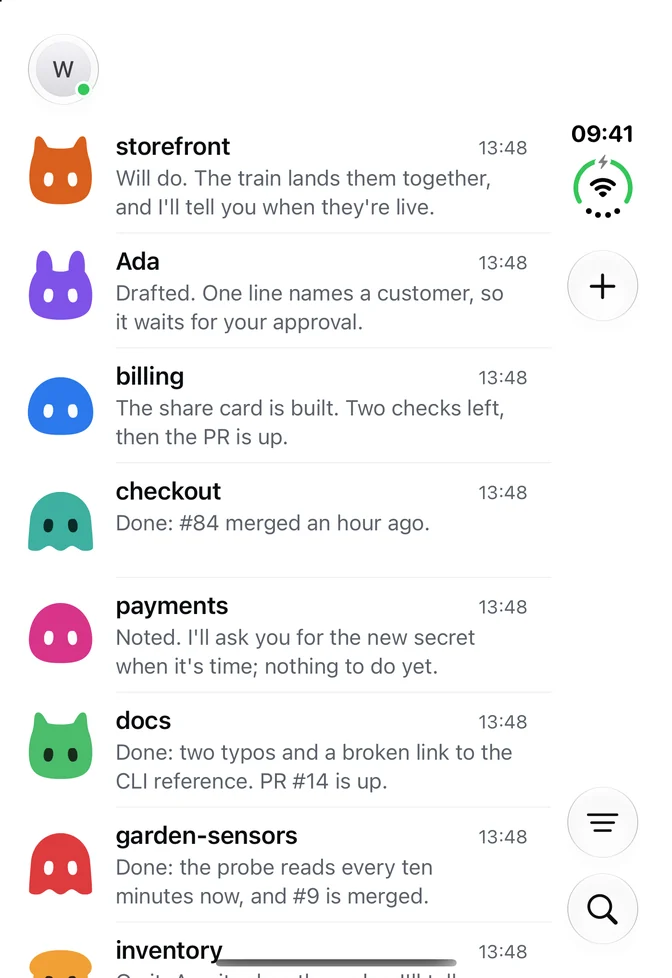 W
09:41
storefront 13:48
Will do. The train lands them together,
and I'll tell you when they're live.
Ada 13:48
Drafted. One line names a customer, so
it waits for your approval.
billing 13:48
The share card is built. Two checks left,
then the PR is up.
checkout 13:48
Done: #84 merged an hour ago.
payments 13:48
Noted. I'll ask you for the new secret
when it's time; nothing to do yet.
docs 13:48
Done: two typos and a broken link to the
CLI reference. PR #14 is up.
garden-sensors 13:48
Done: the probe reads every ten
minutes now, and #9 is merged.
inventory 13:48